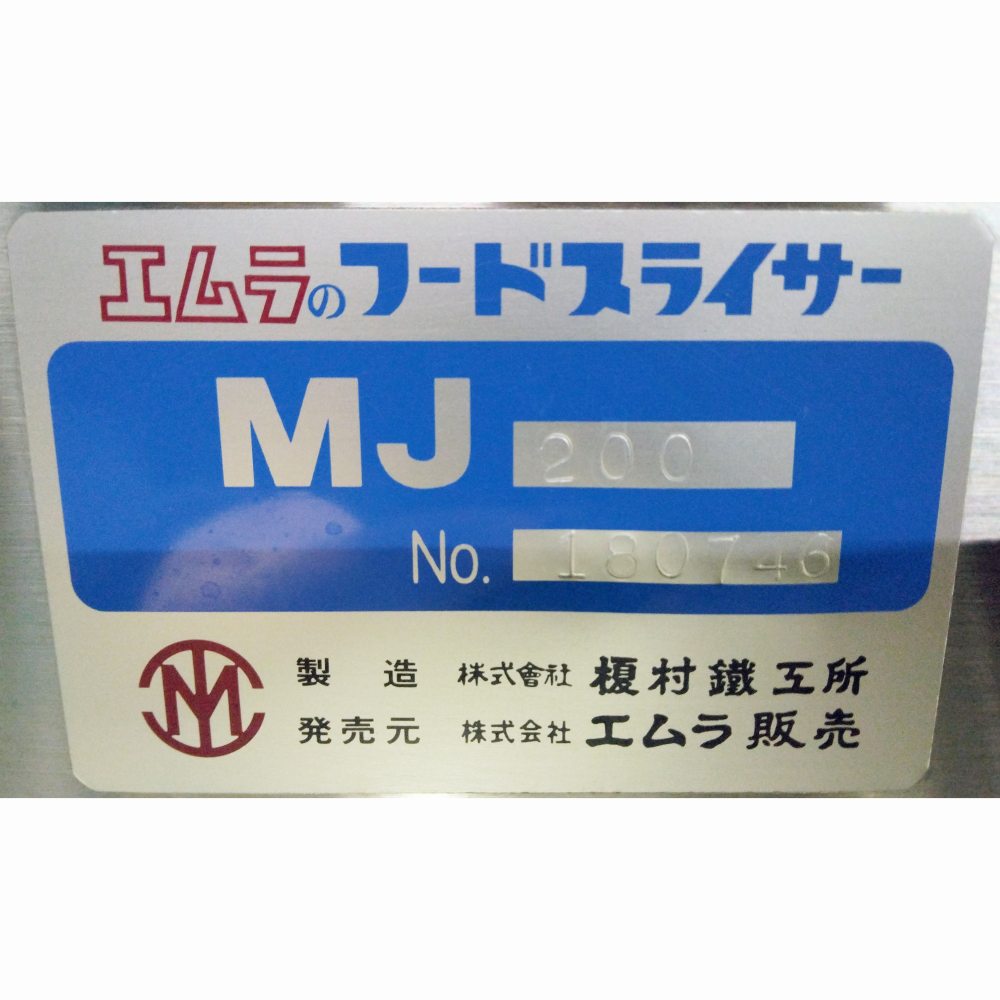 エムラのフードスライサー
MJ 200
No. 180746
製造 株式會社 榎村鐵工所
発売元 株式会社 エムラ販売